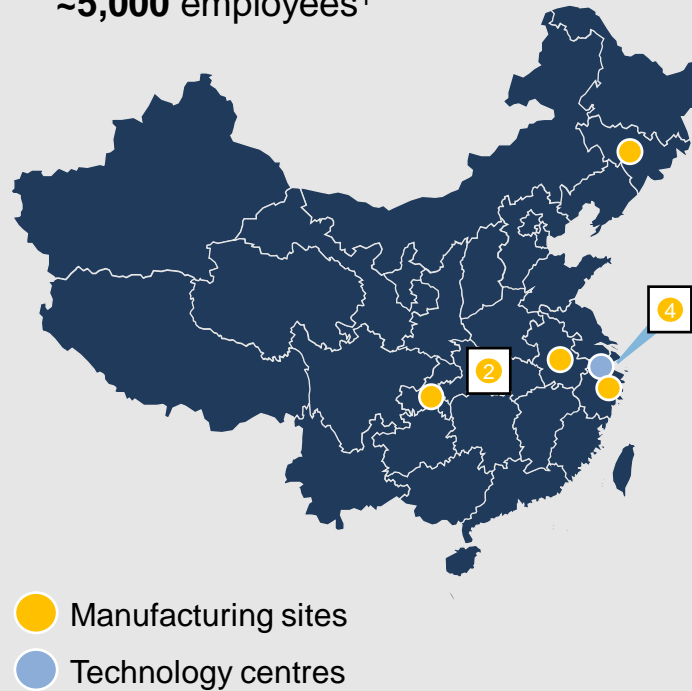 ~5,000 employees¹
4
2
Manufacturing sites
Technology centres